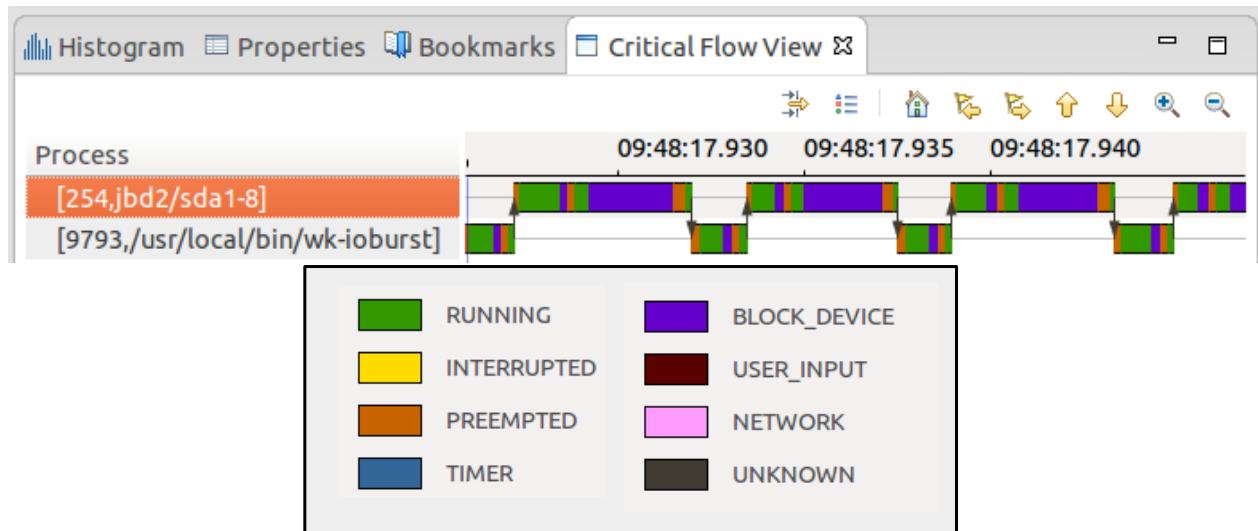 Histogram Properties Bookmarks Critical Flow View
Process 09:48:17.930 09:48:17.935 09:48:17.940
[254,jbd2/sda1-8]
[9793,/usr/local/bin/wk-ioburst]
RUNNING BLOCK_DEVICE
INTERRUPTED USER_INPUT
PREEMPTED NETWORK
TIMER UNKNOWN